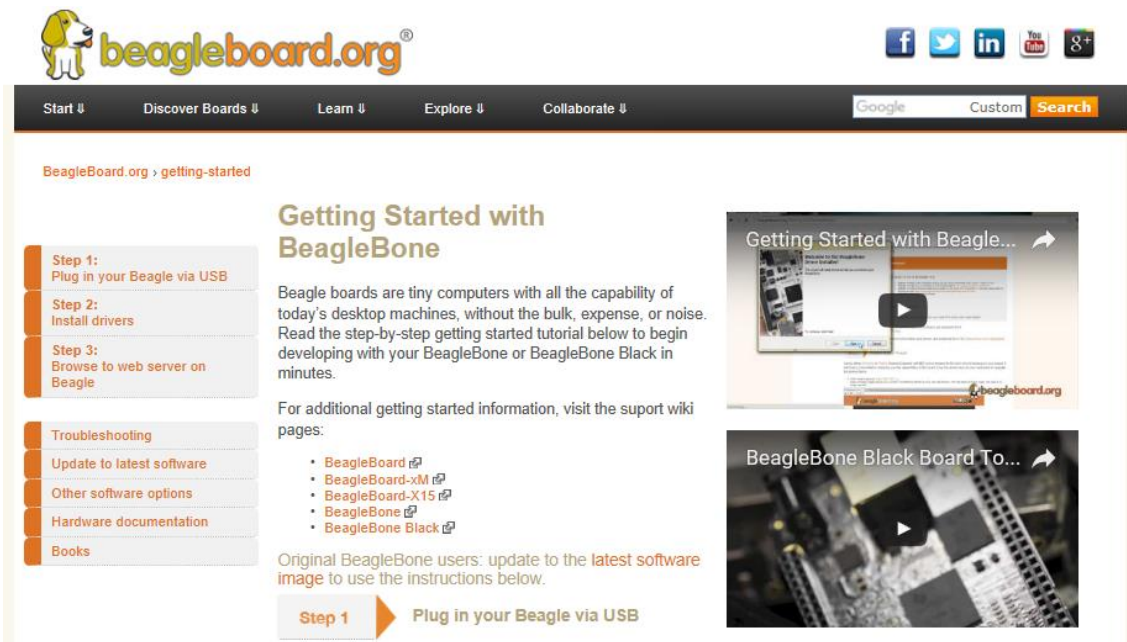 beagleboard.org®
f in You Tube 8+
Start ⇓ Discover Boards ⇓ Learn ⇓ Explore ⇓ Collaborate ⇓ Google Custom Search
BeagleBoard.org › getting-started
Step 1:
Plug in your Beagle via USB
Step 2:
Install drivers
Step 3:
Browse to web server on
Beagle
Troubleshooting
Update to latest software
Other software options
Hardware documentation
Books
Getting Started with
BeagleBone
Beagle boards are tiny computers with all the capability of
today's desktop machines, without the bulk, expense, or noise.
Read the step-by-step getting started tutorial below to begin
developing with your BeagleBone or BeagleBone Black in
minutes.
For additional getting started information, visit the suport wiki
pages:
• BeagleBoard
• BeagleBoard-xM
• BeagleBoard-X15
• BeagleBone
• BeagleBone Black
Original BeagleBone users: update to the latest software
image to use the instructions below.
Step 1 Plug in your Beagle via USB
Getting Started with Beagle...
beagleboard.org
BeagleBone Black Board To...